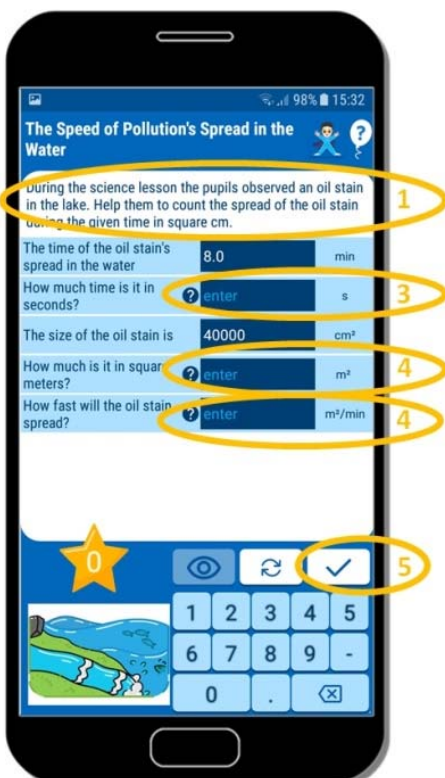 98% 15:32
The Speed of Pollution's Spread in the
Water
?
During the science lesson the pupils observed an oil stain
in the lake. Help them to count the spread of the oil stain
during the given time in square cm.
1
The time of the oil stain's
spread in the water
8.0 min
How much time is it in
seconds?
? enter s
3
The size of the oil stain is 40000 cm²
How much is it in square
meters?
? enter m²
4
How fast will the oil stain
spread?
? enter m²/min
4
0
5
1 2 3 4 5
6 7 8 9 -
0 .